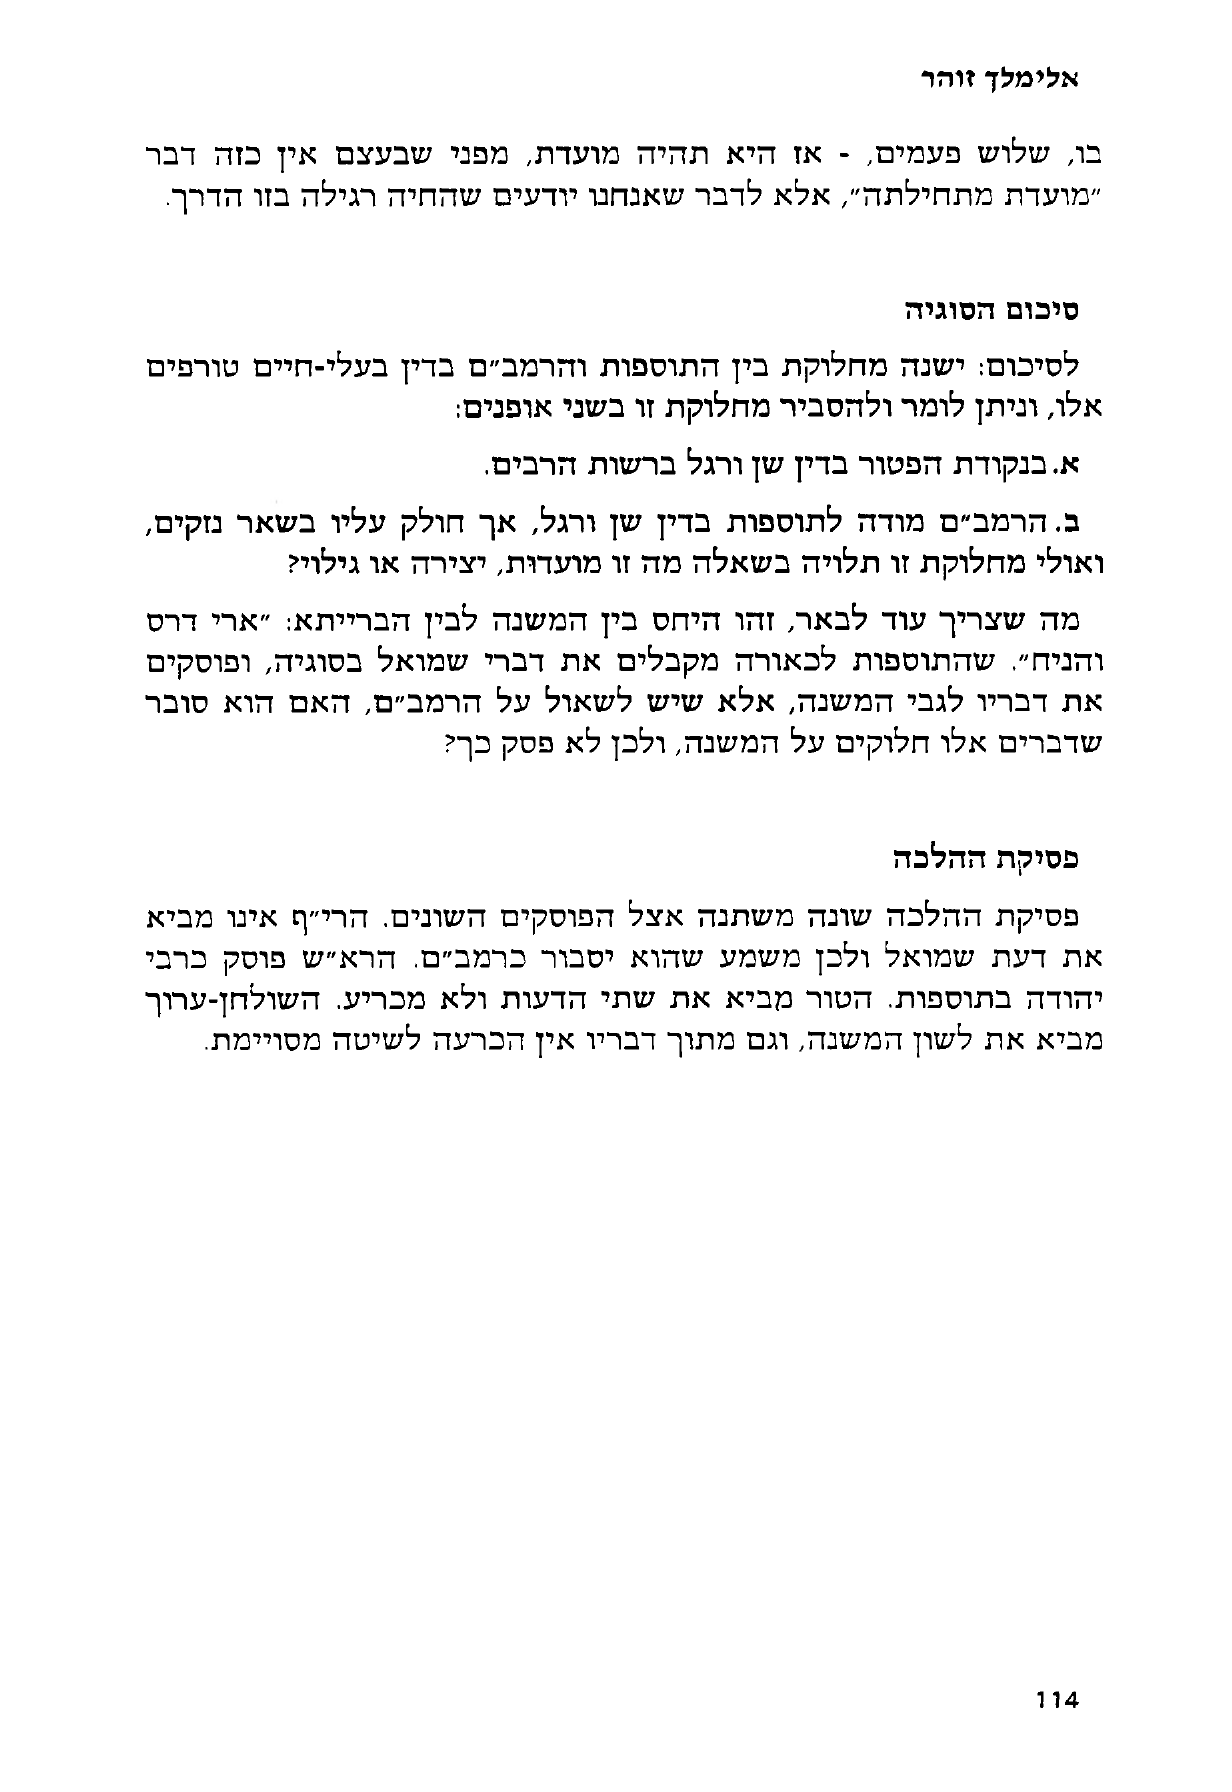 אלימלך זוהר
בו, שלוש פעמים, - אז היא תהיה מועדת, מפני שבעצם אין כזה דבר
״מועדת מתחילתה״, אלא לדבר שאנחנו יודעים שהחיה רגילה בזו הדרך.
סיכום הסוגיה
לסיכום: ישנה מחלוקת בין התוספות והרמב״ם בדין בעלי-חיים טורפים
אלו, וניתן לומר ולהסביר מחלוקת זו בשני אופנים:
א. בנקודת הפטור בדין שן ורגל ברשות הרבים.
ב. הרמב״ם מודה לתוספות בדין שן ורגל, אך חולק עליו בשאר נזקים,
ואולי מחלוקת זו תלויה בשאלה מה זו מועדות, יצירה או גילוי?
מה שצריך עוד לבאר, זהו היחס בין המשנה לבין הברייתא: ״ארי דרס
והניח״. שהתוספות לכאורה מקבלים את דברי שמואל בסוגיה, ופוסקים
את דבריו לגבי המשנה, אלא שיש לשאול על הרמב״ם, האם הוא סובר
שדברים אלו חלוקים על המשנה, ולכן לא פסק כך?
פסיקת ההלכה
פסיקת ההלכה שונה משתנה אצל הפוסקים השונים. הרי״ף אינו מביא
את דעת שמואל ולכן משמע שהוא יסבור כרמב״ם. הרא״ש פוסק כרבי
יהודה בתוספות. הטור מביא את שתי הדעות ולא מכריע. השולחן-ערוך
מביא את לשון המשנה, וגם מתוך דבריו אין הכרעה לשיטה מסויימת.
114